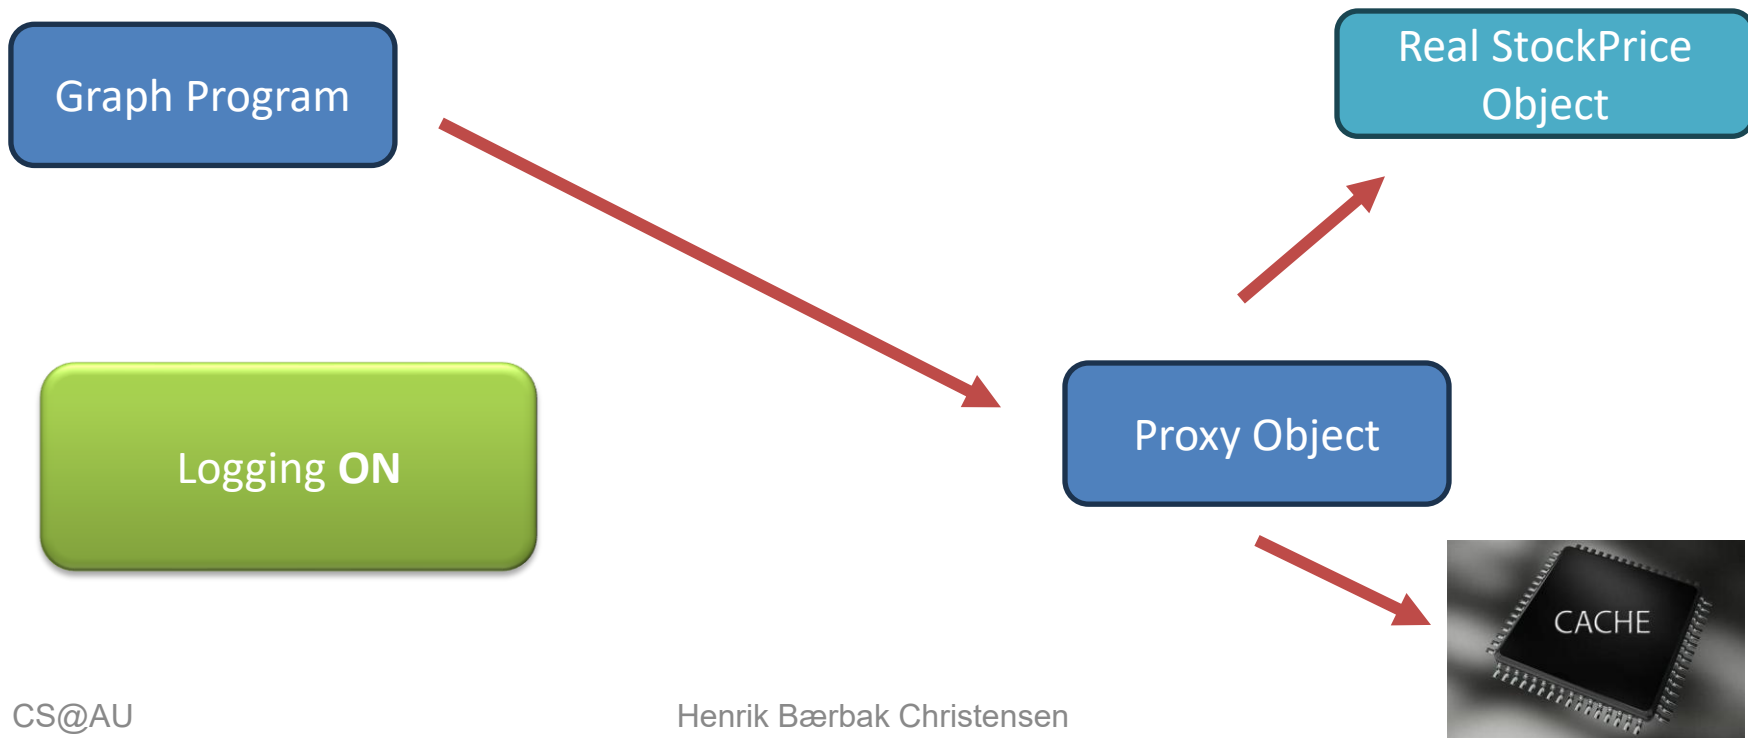 Graph Program
Real StockPrice
Object
Logging ON
Proxy Object
CACHE
CS@AU
Henrik Bærbak Christensen